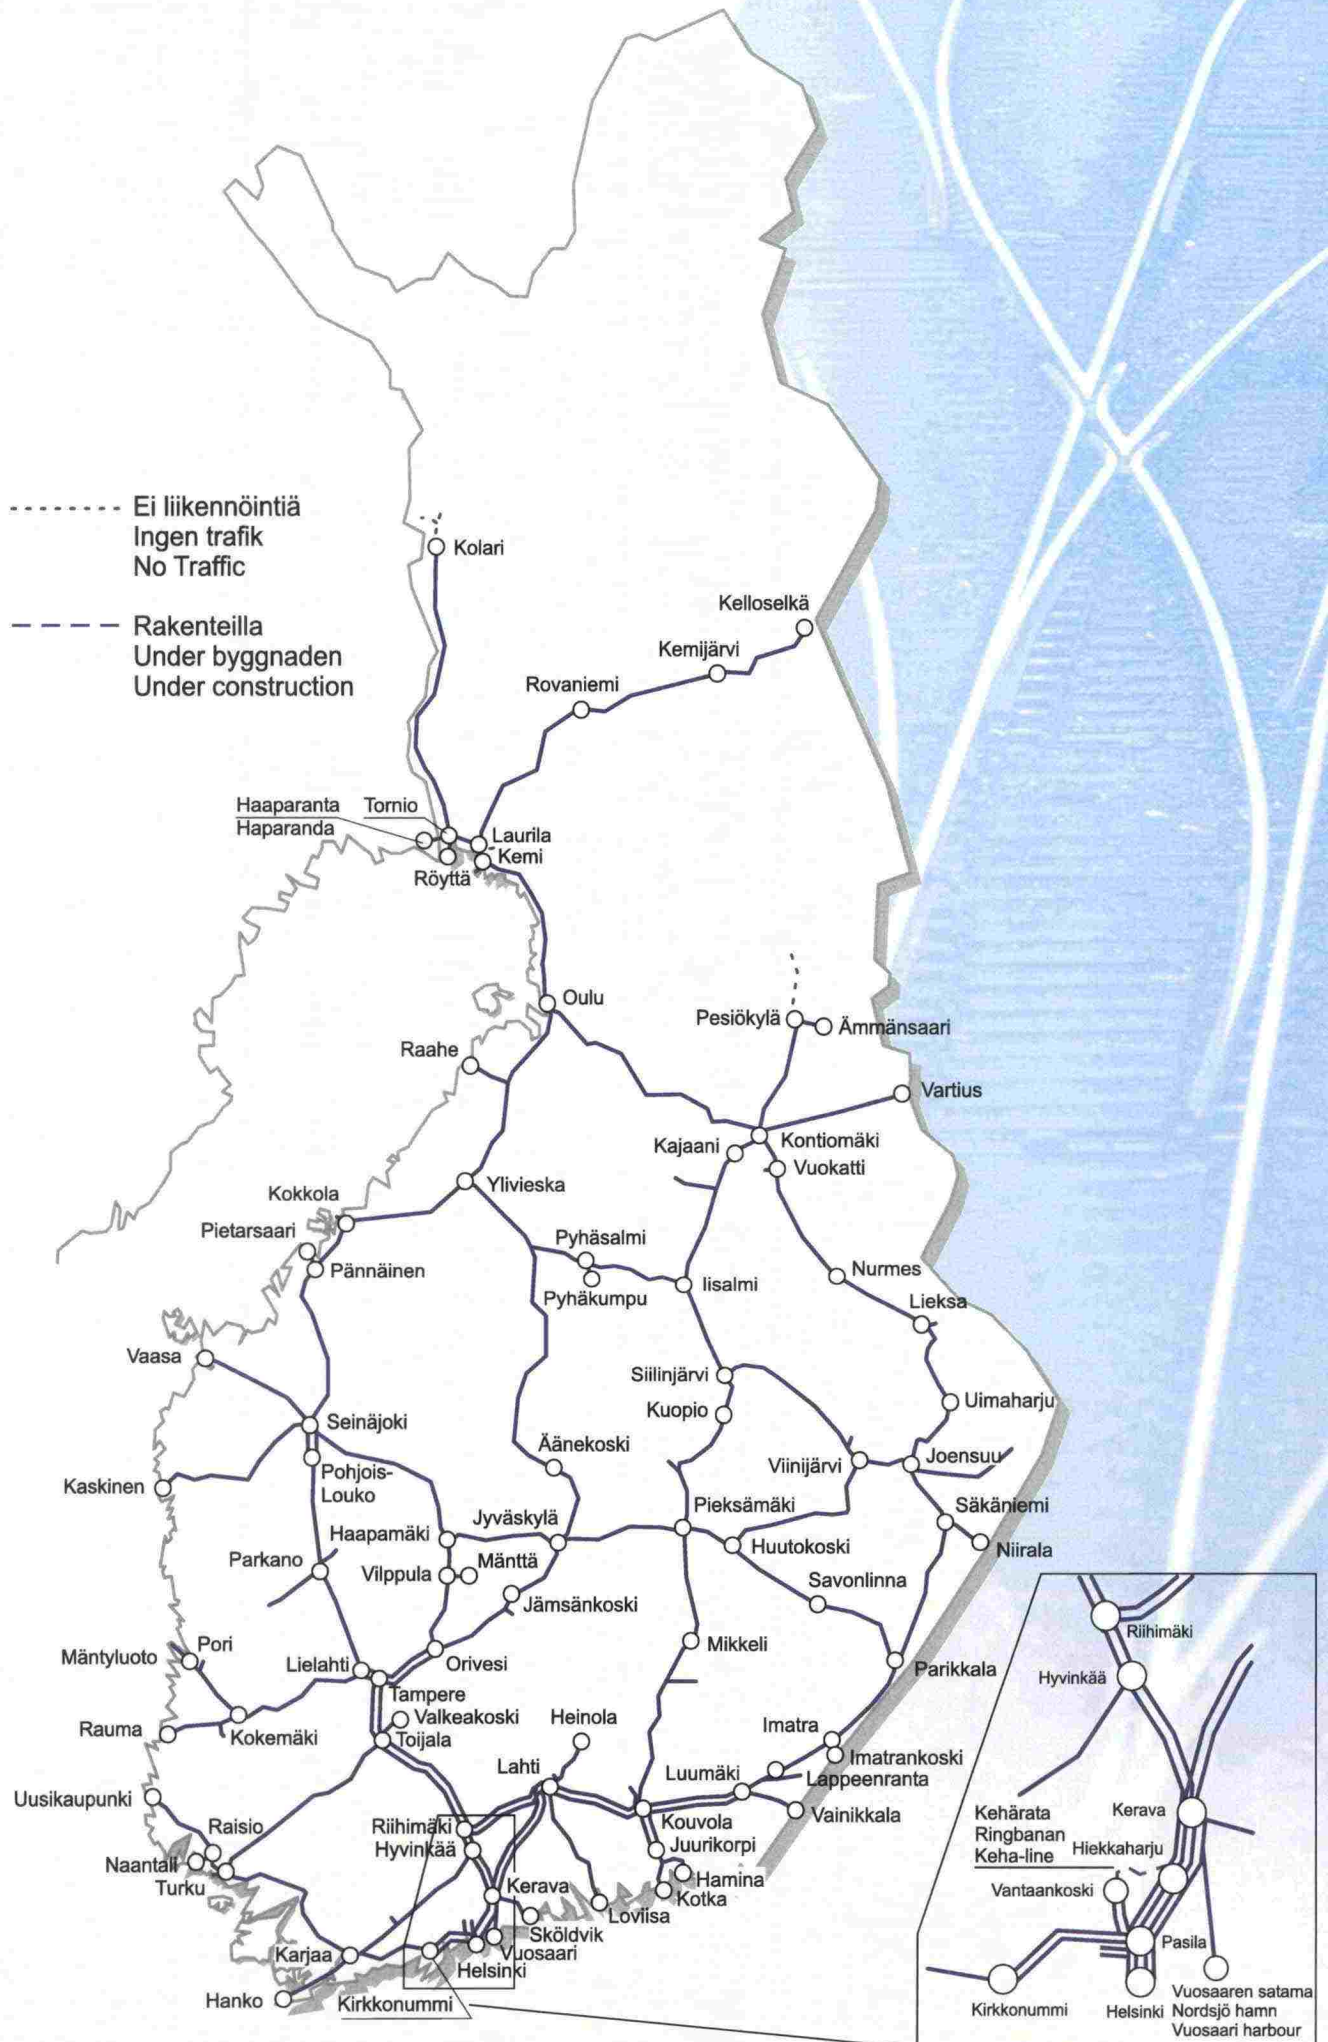 Ei liikennöintiä
Ingen trafik
No Traffic
Rakenteilla
Under byggnaden
Under construction
Kolari
Kelloselkä
Kemijärvi
Rovaniemi
Haaparanta
Haparanda
Tornio
Laurila
Kemi
Röyttä
Oulu
Pesiökylä
Ämmänsaari
Raahe
Vartius
Kajaani
Kontiomäki
Vuokatti
Ylivieska
Kokkola
Pietarsaari
Pännäinen
Pyhäsalmi
Pyhäkumpu
Iisalmi
Nurmes
Lieksa
Vaasa
Siilinjärvi
Kuopio
Uimaharju
Seinäjoki
Pohjois-
Louko
Äänekoski
Viinijärvi
Joensuu
Kaskinen
Pieksämäki
Säkäniemi
Haapamäki
Jyväskylä
Huutokoski
Niirala
Parkano
Vilppula
Mänttä
Savonlinna
Jämsänkoski
Mäntyluoto
Pori
Lielahti
Orivesi
Mikkeli
Parikkala
Tampere
Valkeakoski
Heinola
Rauma
Kokemäki
Toijala
Imatra
Imatrankoski
Lahti
Luumäki
Lappeenranta
Uusikaupunki
Vainikkala
Raisio
Riihimäki
Hyvinkää
Kouvola
Juurikorpi
Naantali
Turku
Hamina
Kotka
Kerava
Loviisa
Sköldvik
Vuosaari
Karjaa
Helsinki
Hanko
Kirkkonummi
Riihimäki
Hyvinkää
Kehärata
Ringbanan
Keha-line
Kerava
Hiekkaharju
Vantaankoski
Pasila
Kirkkonummi
Helsinki
Vuosaaren satama
Nordsjö hamn
Vuosaari harbour